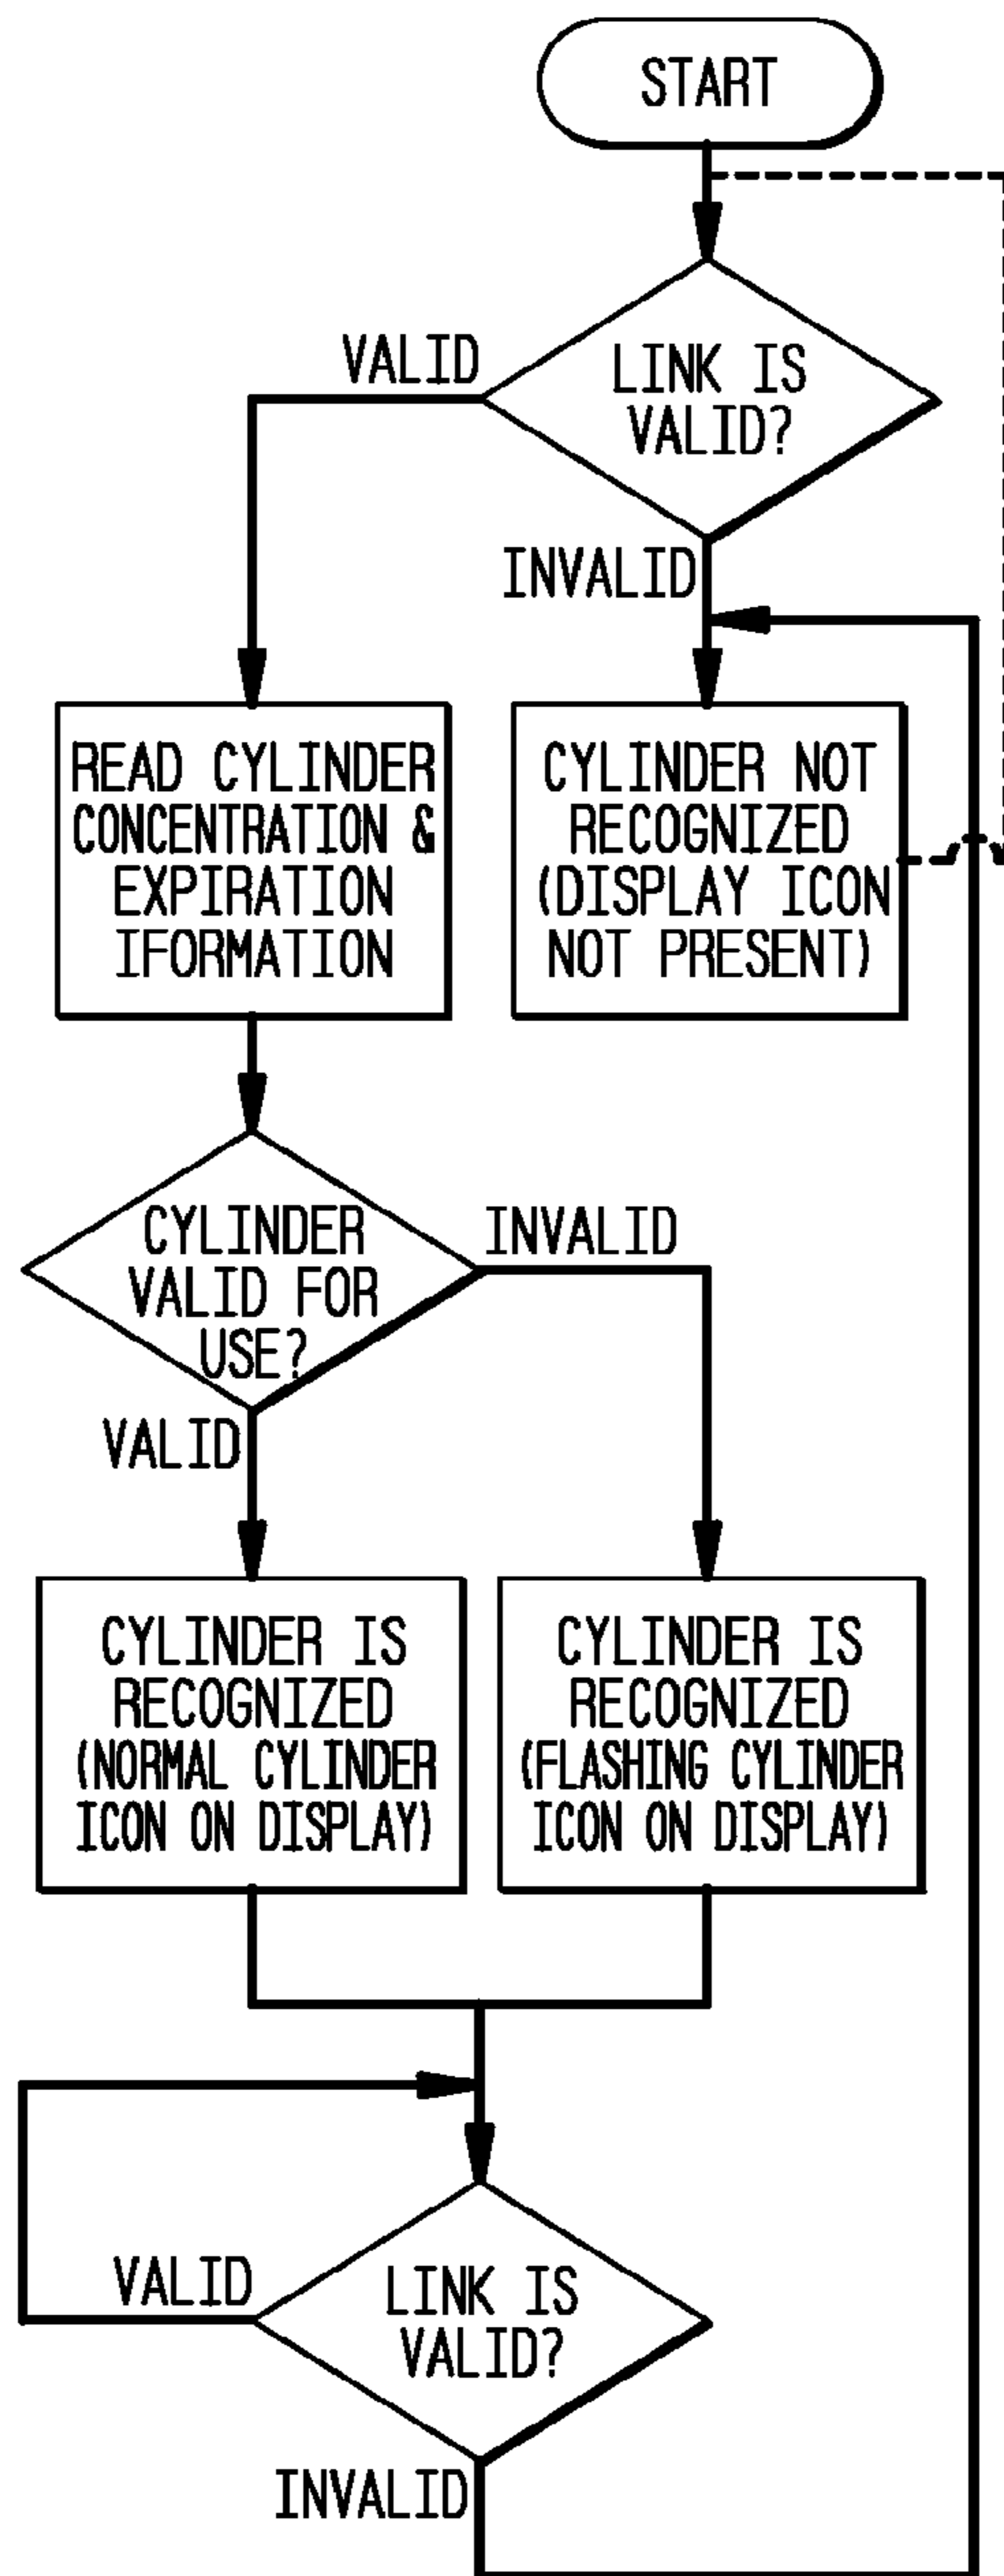 START
LINK IS
VALID?
VALID
INVALID
READ CYLINDER
CONCENTRATION &
EXPIRATION
IFORMATION
CYLINDER NOT
RECOGNIZED
(DISPLAY ICON
NOT PRESENT)
CYLINDER
VALID FOR
USE?
INVALID
VALID
CYLINDER IS
RECOGNIZED
(NORMAL CYLINDER
ICON ON DISPLAY)
CYLINDER IS
RECOGNIZED
(FLASHING CYLINDER
ICON ON DISPLAY)
LINK IS
VALID?
VALID
INVALID